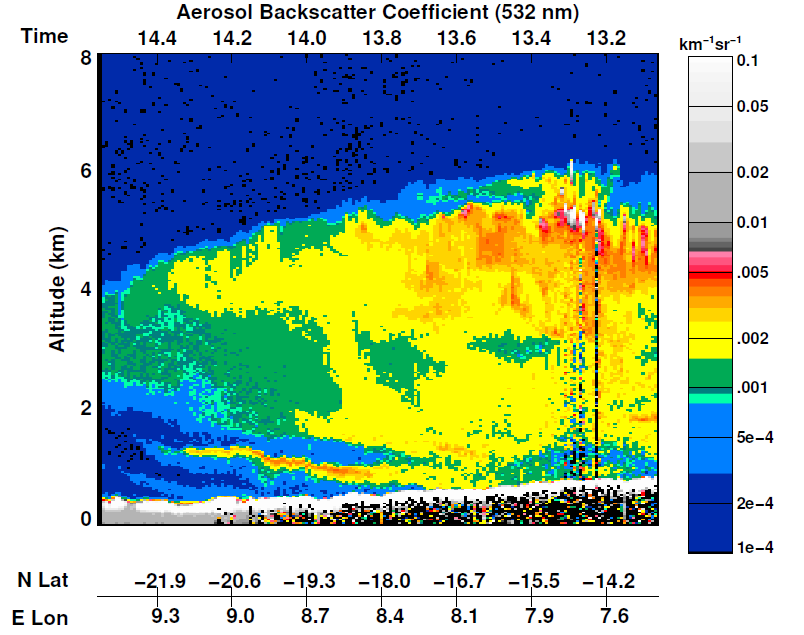 Aerosol Backscatter Coefficient (532 nm)
Time 14.4 14.2 14.0 13.8 13.6 13.4 13.2
km⁻¹sr⁻¹
8
6
4
2
0
Altitude (km)
0.1
0.05
0.02
0.01
.005
.002
.001
5e−4
2e−4
1e−4
N Lat −21.9 −20.6 −19.3 −18.0 −16.7 −15.5 −14.2
E Lon 9.3 9.0 8.7 8.4 8.1 7.9 7.6